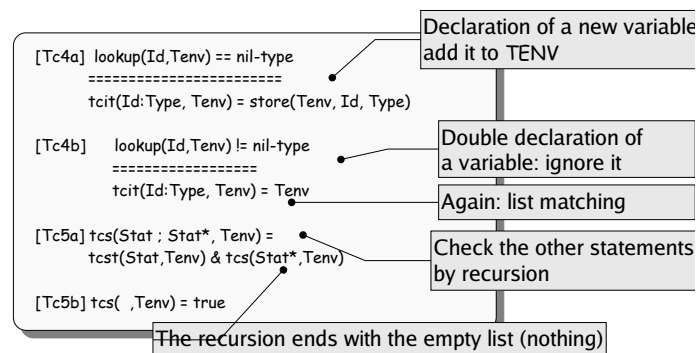 Declaration of a new variable
add it to TENV
[Tc4a] lookup(Id,Tenv) == nil-type
========================
tcit(Id:Type, Tenv) = store(Tenv, Id, Type)
[Tc4b] lookup(Id,Tenv) != nil-type
==================
tcit(Id:Type, Tenv) = Tenv
Double declaration of
a variable: ignore it
Again: list matching
[Tc5a] tcs(Stat ; Stat*, Tenv) =
tcst(Stat,Tenv) & tcs(Stat*,Tenv)
Check the other statements
by recursion
[Tc5b] tcs( ,Tenv) = true
The recursion ends with the empty list (nothing)